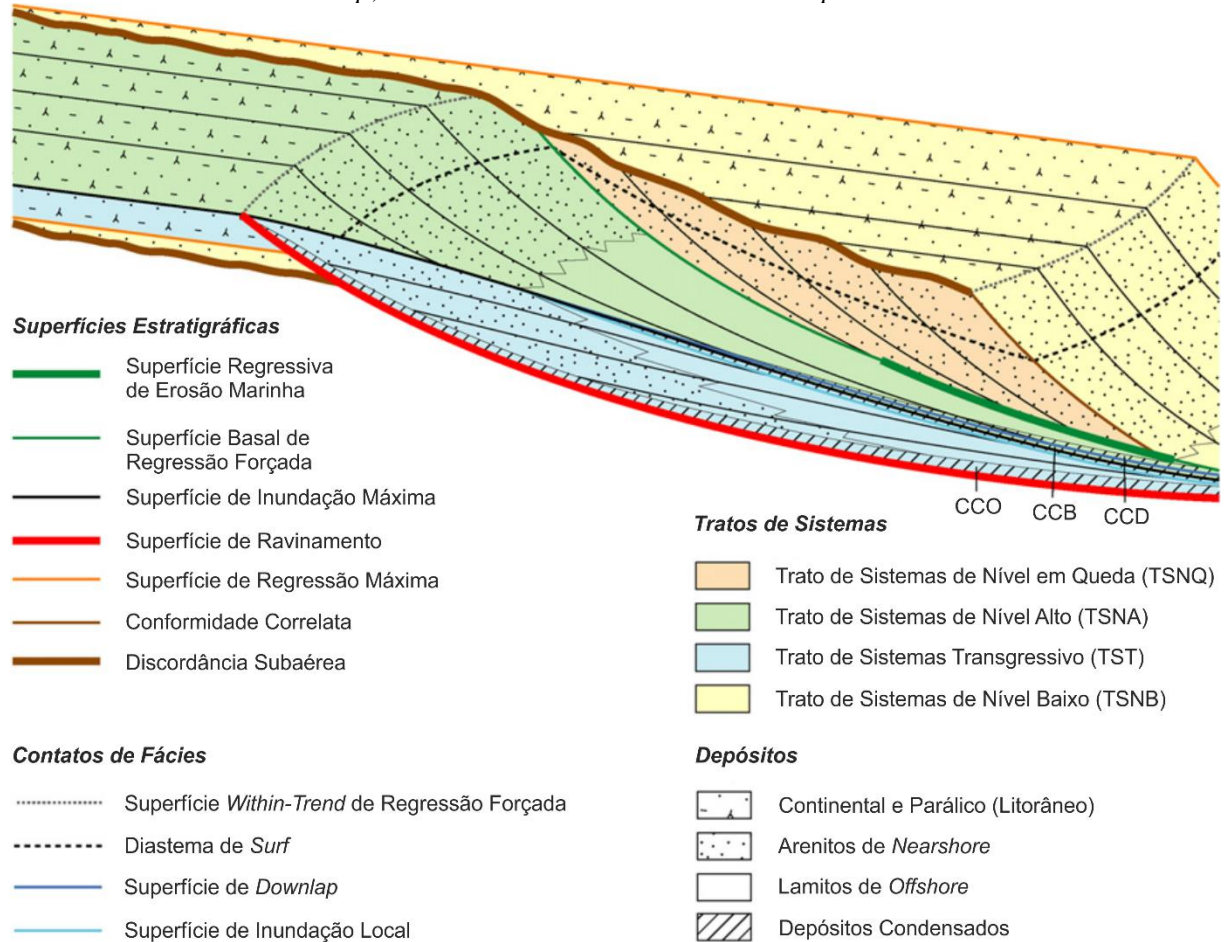 CCO
CCB
CCD
Superfícies Estratigráficas
Superfície Regressiva
de Erosão Marinha
Superfície Basal de
Regressão Forçada
Superfície de Inundação Máxima
Superfície de Ravinamento
Superfície de Regressão Máxima
Conformidade Correlata
Discordância Subaérea
Tratos de Sistemas
Trato de Sistemas de Nível em Queda (TSNQ)
Trato de Sistemas de Nível Alto (TSNA)
Trato de Sistemas Transgressivo (TST)
Trato de Sistemas de Nível Baixo (TSNB)
Contatos de Fácies
Superfície Within-Trend de Regressão Forçada
Diastema de Surf
Superfície de Downlap
Superfície de Inundação Local
Depósitos
Continental e Parálico (Litorâneo)
Arenitos de Nearshore
Lamitos de Offshore
Depósitos Condensados